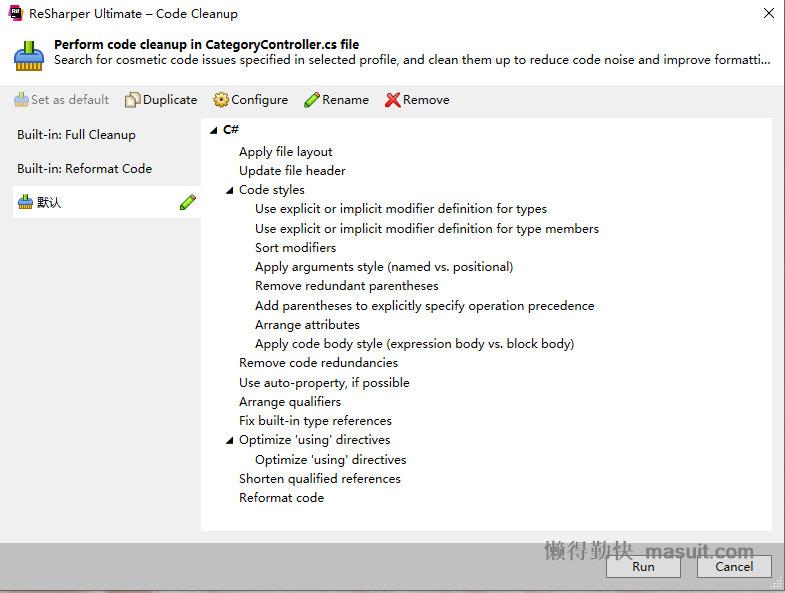 ReSharper Ultimate – Code Cleanup
Perform code cleanup in CategoryController.cs file
Search for cosmetic code issues specified in selected profile, and clean them up to reduce code noise and improve formatti...
Set as default Duplicate Configure Rename Remove
Built-in: Full Cleanup
Built-in: Reformat Code
默认
C#
Apply file layout
Update file header
Code styles
Use explicit or implicit modifier definition for types
Use explicit or implicit modifier definition for type members
Sort modifiers
Apply arguments style (named vs. positional)
Remove redundant parentheses
Add parentheses to explicitly specify operation precedence
Arrange attributes
Apply code body style (expression body vs. block body)
Remove code redundancies
Use auto-property, if possible
Arrange qualifiers
Fix built-in type references
Optimize 'using' directives
Optimize 'using' directives
Shorten qualified references
Reformat code
懒得勤快 masuit.com
Run Cancel